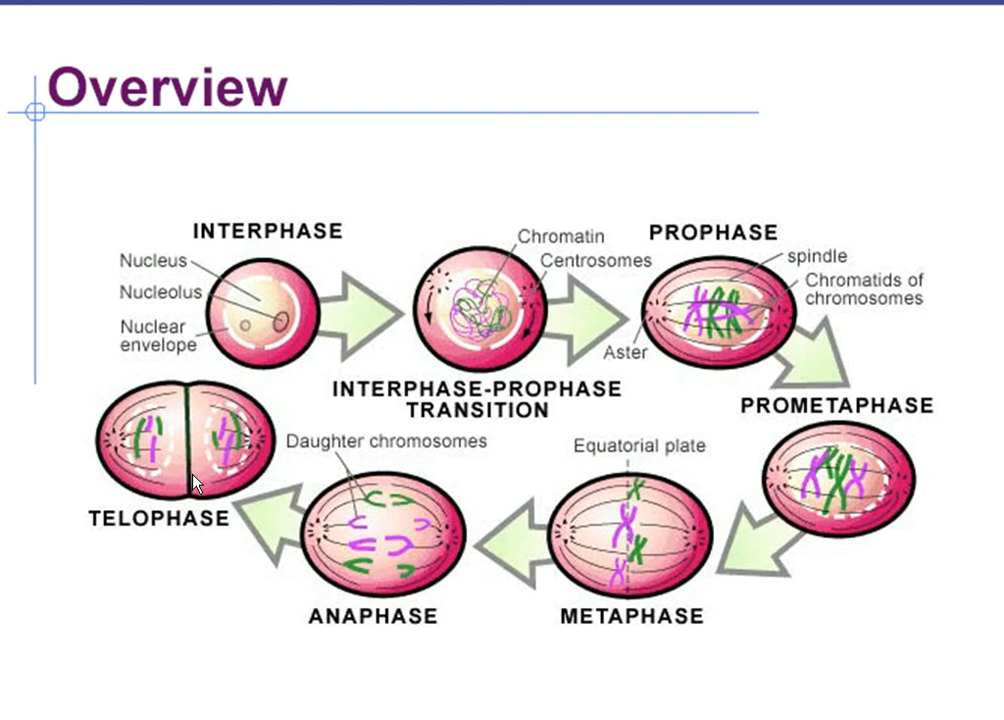 Overview
INTERPHASE
Nucleus
Nucleolus
Nuclear
envelope
Chromatin
Centrosomes
INTERPHASE-PROPHASE
TRANSITION
PROPHASE
spindle
Chromatids of
chromosomes
Aster
PROMETAPHASE
Equatorial plate
METAPHASE
Daughter chromosomes
ANAPHASE
TELOPHASE